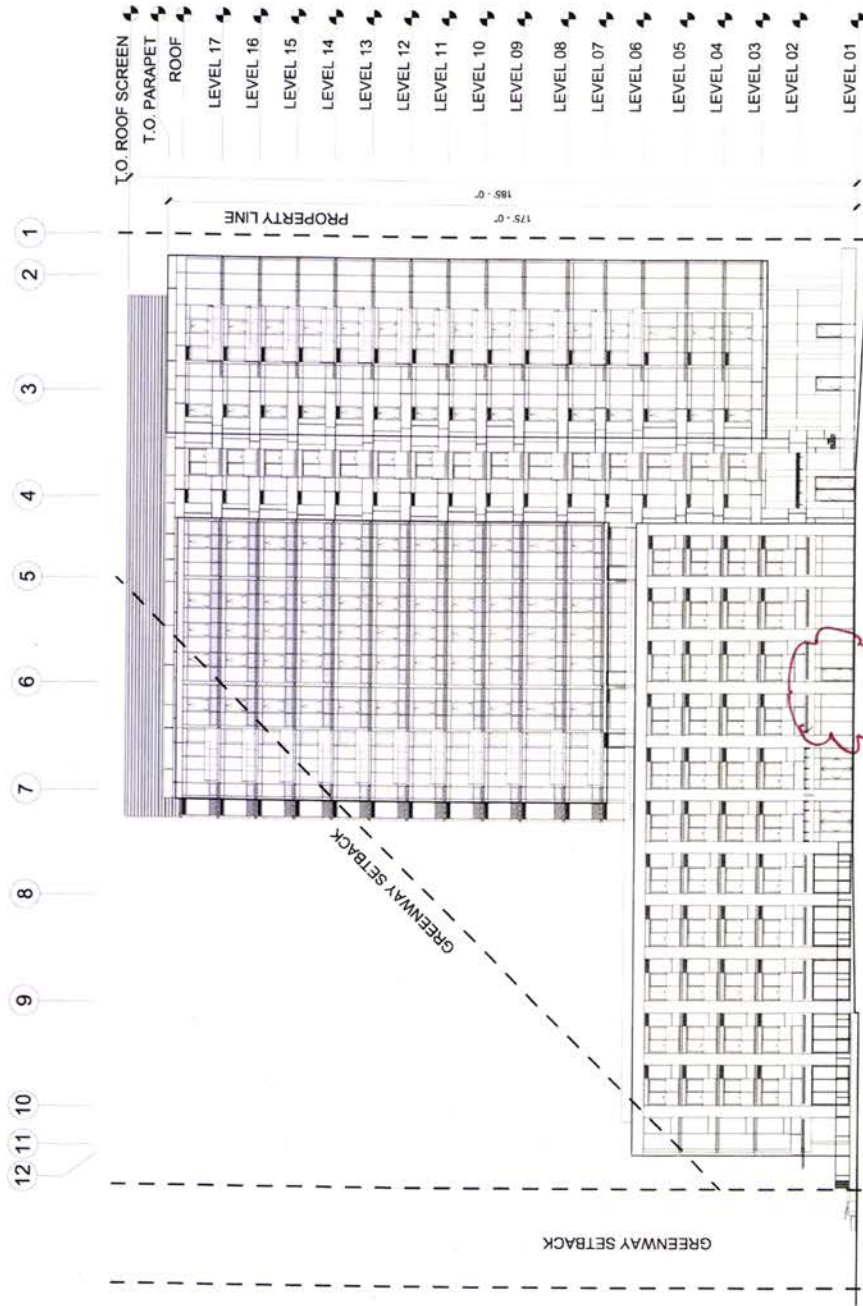 T.O. ROOF SCREEN
T.O. PARAPET
ROOF
LEVEL 17
LEVEL 16
LEVEL 15
LEVEL 14
LEVEL 13
LEVEL 12
LEVEL 11
LEVEL 10
LEVEL 09
LEVEL 08
LEVEL 07
LEVEL 06
LEVEL 05
LEVEL 04
LEVEL 03
LEVEL 02
LEVEL 01
185' - 0"
175' - 0"
PROPERTY LINE
1
2
3
4
5
6
7
8
9
10
11
12
GREENWAY SETBACK
GREENWAY SETBACK